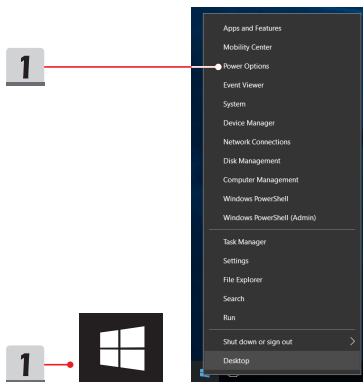 Apps and Features
Mobility Center
1
Power Options
Event Viewer
System
Device Manager
Network Connections
Disk Management
Computer Management
Windows PowerShell
Windows PowerShell (Admin)
Task Manager
Settings
File Explorer
Search
Run
Shut down or sign out
1
Desktop